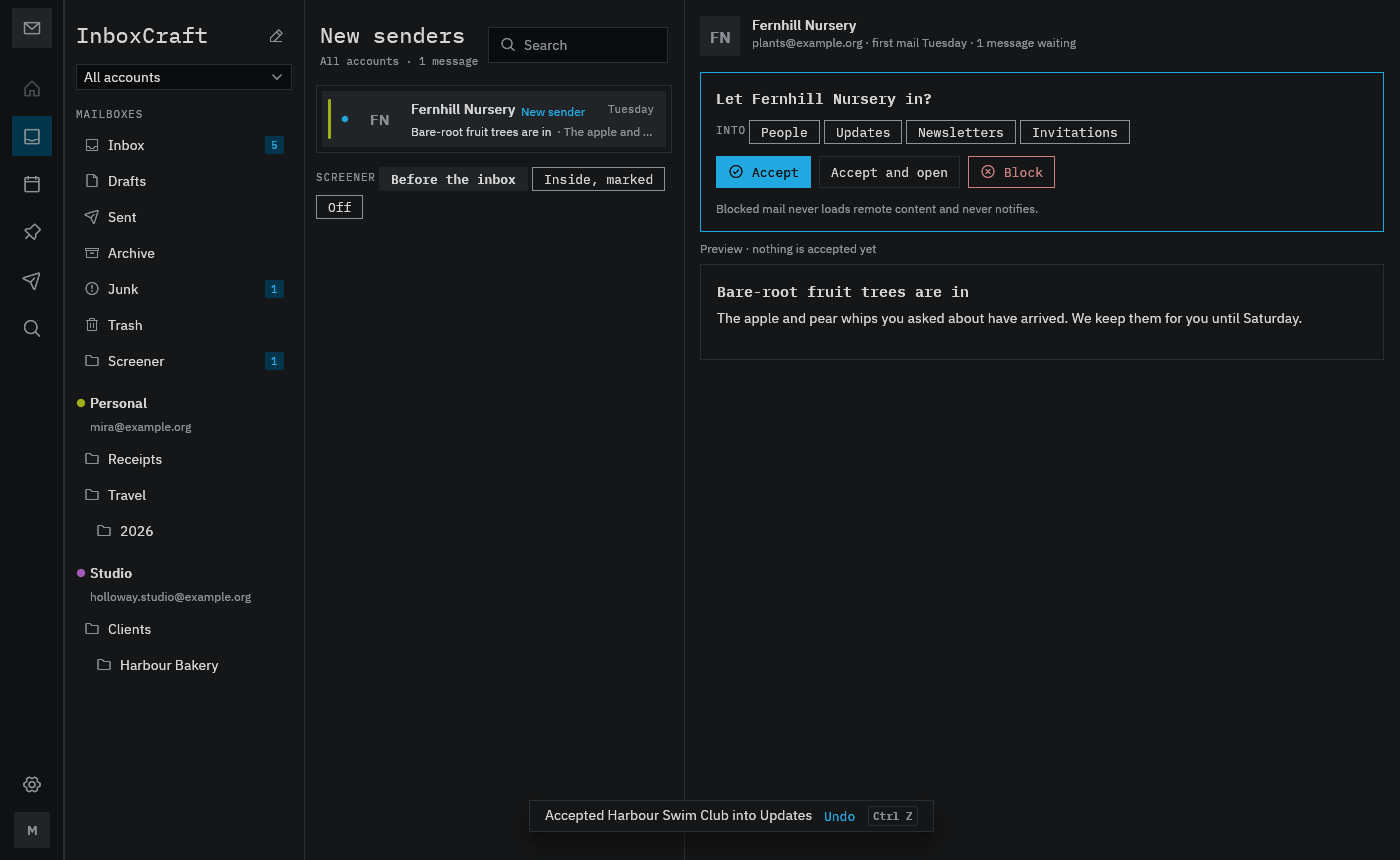 InboxCraft
All accounts
MAILBOXES
Inbox 5
Drafts
Sent
Archive
Junk 1
Trash
Screener 1
Personal
mira@example.org
Receipts
Travel
2026
Studio
holloway.studio@example.org
Clients
Harbour Bakery
M
New senders
All accounts · 1 message
Search
FN
Fernhill Nursery New sender Tuesday
Bare-root fruit trees are in · The apple and …
SCREENER Before the inbox Inside, marked
Off
FN
Fernhill Nursery
plants@example.org · first mail Tuesday · 1 message waiting
Let Fernhill Nursery in?
INTO People Updates Newsletters Invitations
Accept Accept and open Block
Blocked mail never loads remote content and never notifies.
Preview · nothing is accepted yet
Bare-root fruit trees are in
The apple and pear whips you asked about have arrived. We keep them for you until Saturday.
Accepted Harbour Swim Club into Updates Undo Ctrl Z